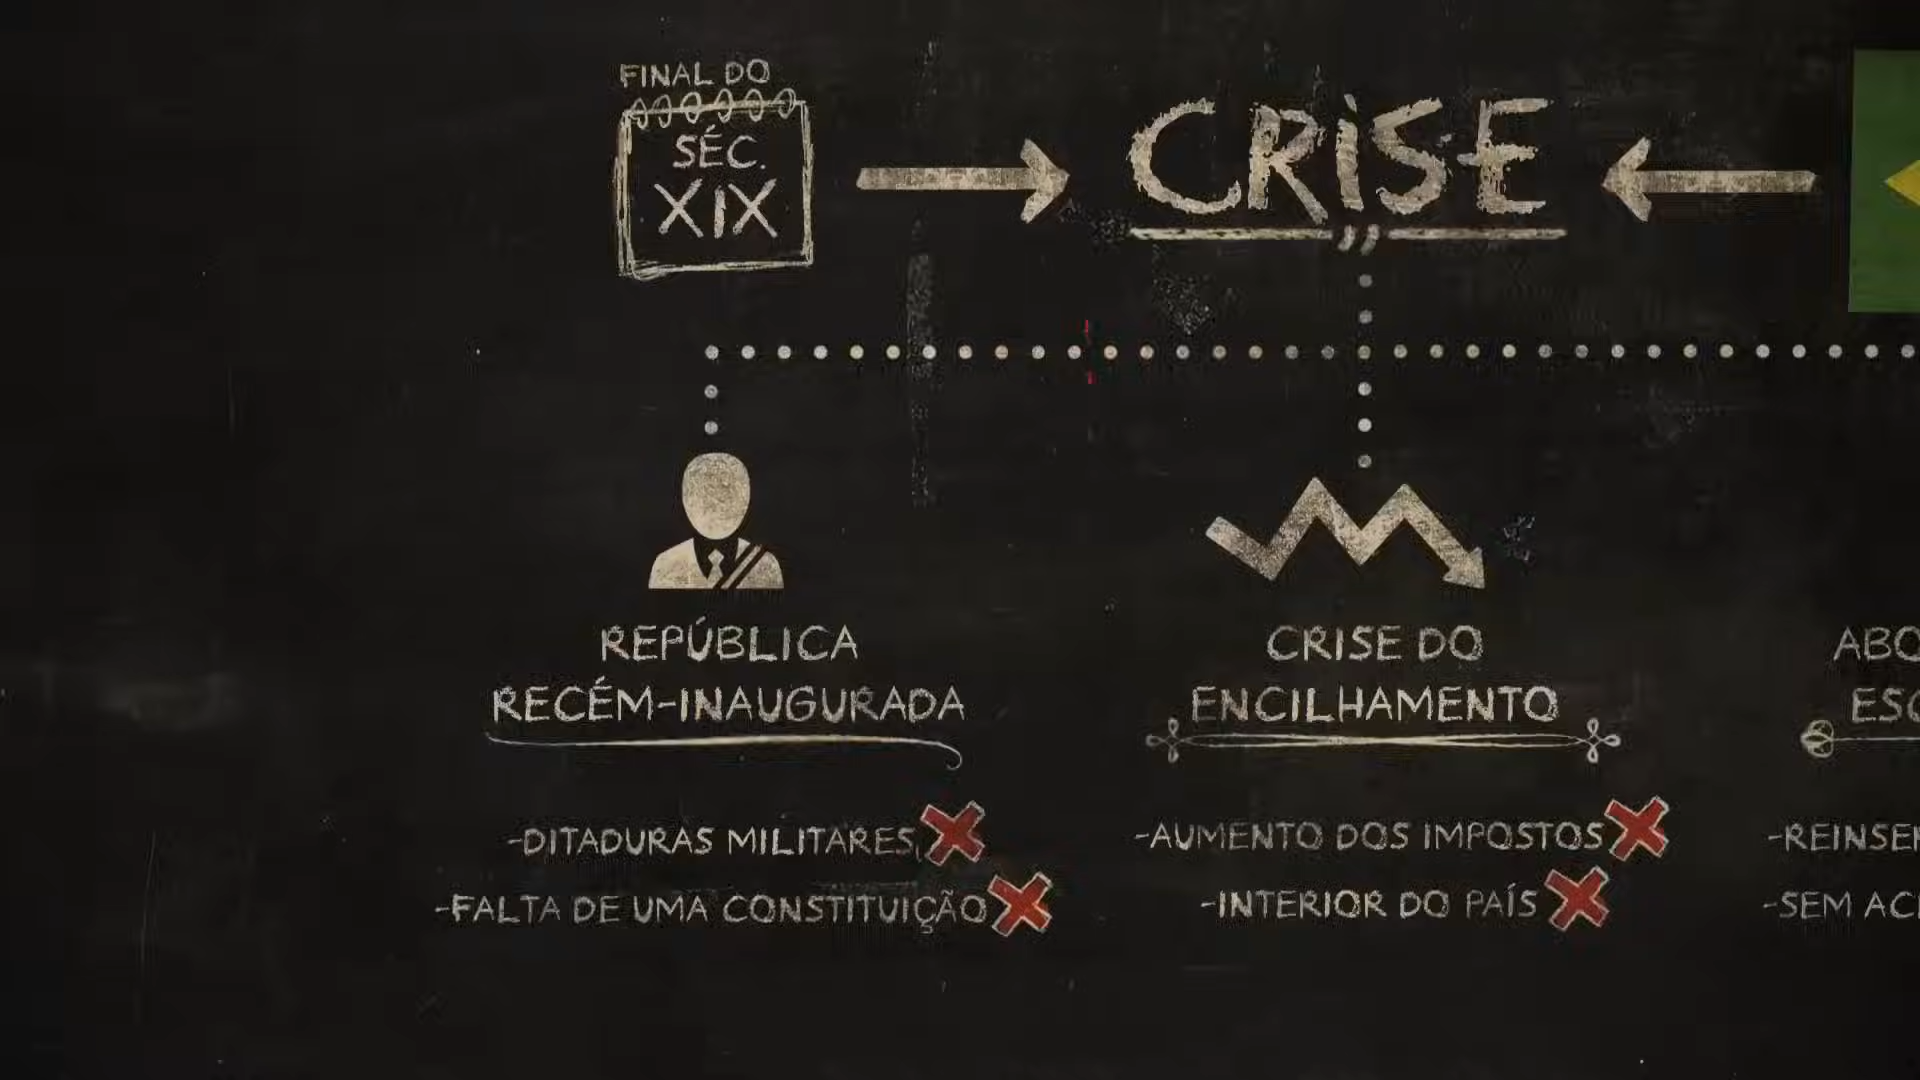 FINAL DO
SÉC.
XIX
CRISE
REPÚBLICA
RECÉM-INAUGURADA
-DITADURAS MILITARES
-FALTA DE UMA CONSTITUIÇÃO
CRISE DO
ENCILHAMENTO
-AUMENTO DOS IMPOSTOS
-INTERIOR DO PAÍS
-SEM